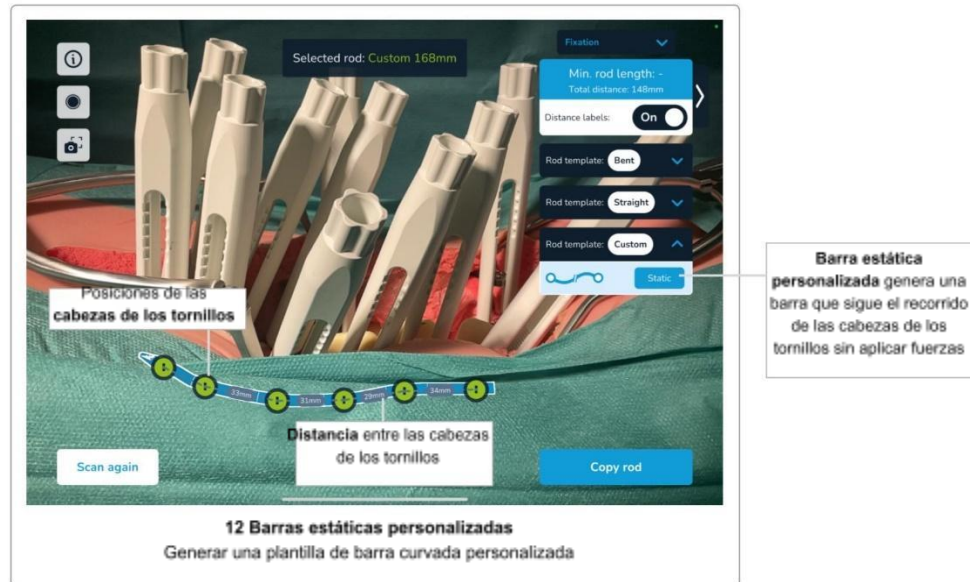 Selected rod: Custom 168mm
Fixation
Min. rod length: -
Total distance: 148mm
Distance labels: On
Rod template: Bent
Rod template: Straight
Rod template: Custom
Static
Posiciones de las
cabezas de los tornillos
33mm
31mm
29mm
34mm
Distancia entre las cabezas
de los tornillos
Scan again
Copy rod
Barra estática
personalizada genera una
barra que sigue el recorrido
de las cabezas de los
tornillos sin aplicar fuerzas
12 Barras estáticas personalizadas
Generar una plantilla de barra curvada personalizada